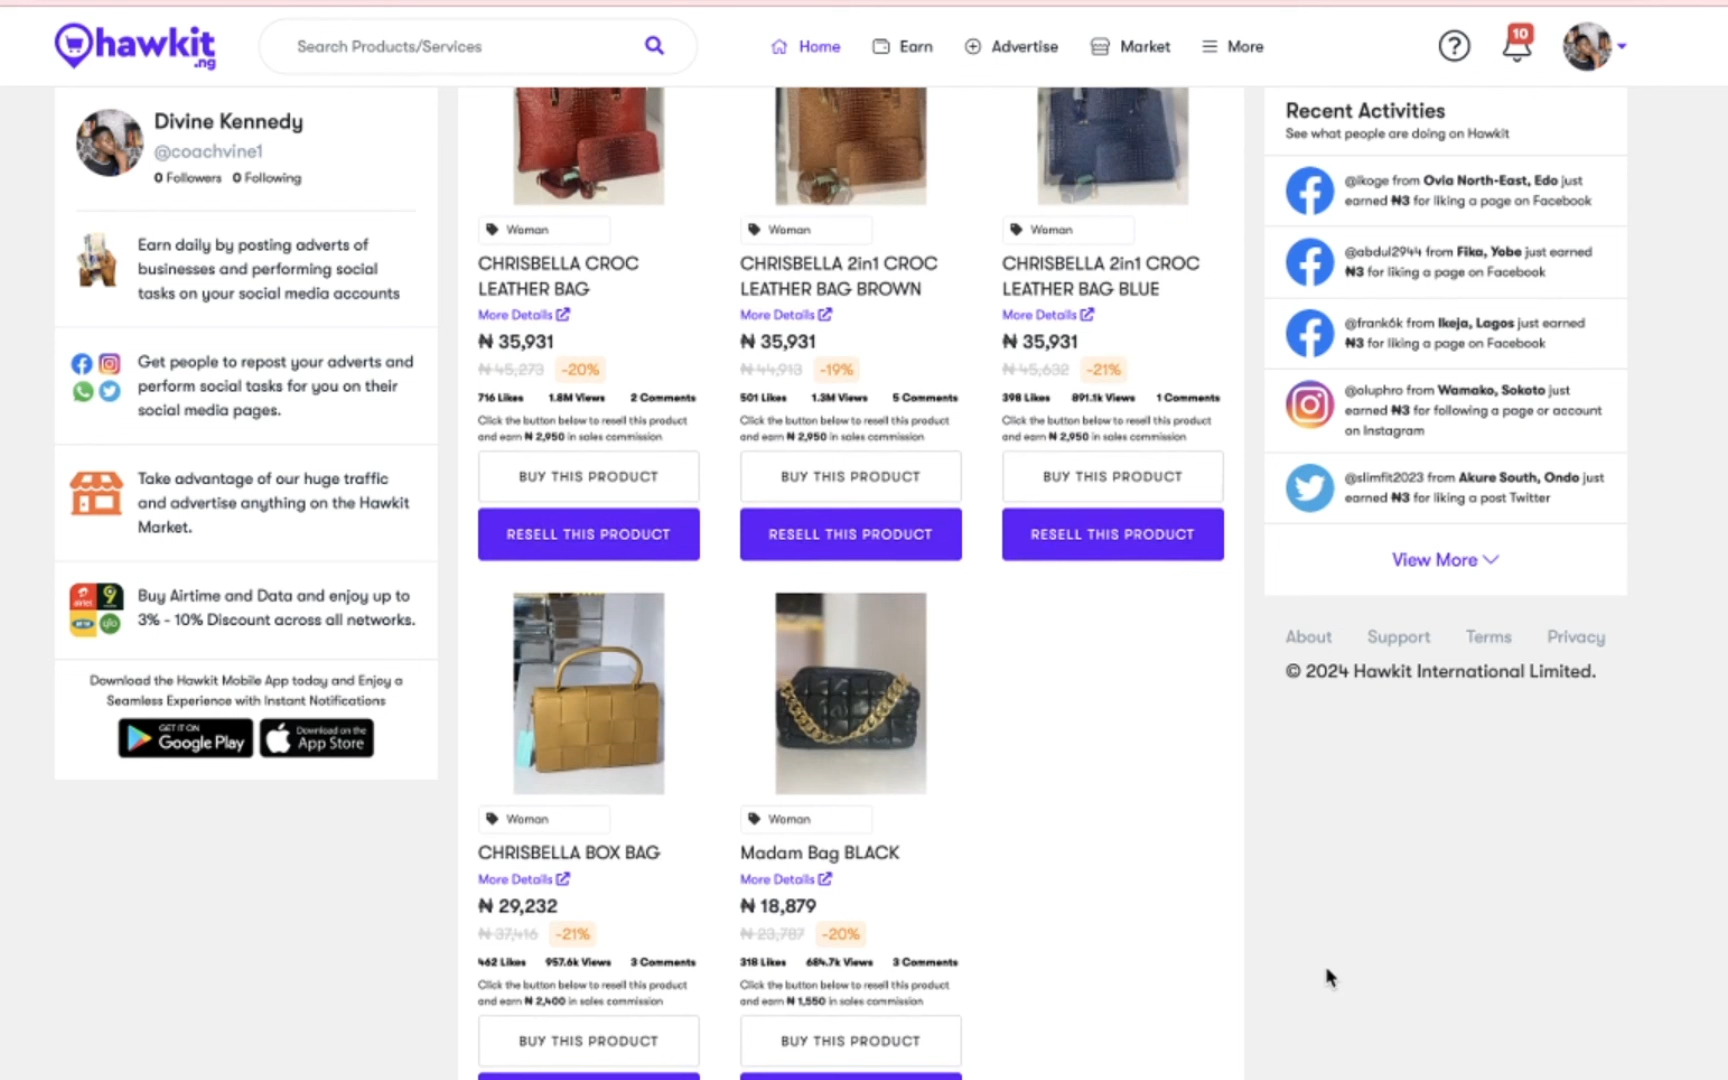 hawkit
.ng
Search Products/Services
Home
Earn
Advertise
Market
More
10
Divine Kennedy
@coachvine1
0 Followers 0 Following
Earn daily by posting adverts of
businesses and performing social
tasks on your social media accounts
Get people to repost your adverts and
perform social tasks for you on their
social media pages.
Take advantage of our huge traffic
and advertise anything on the Hawkit
Market.
Buy Airtime and Data and enjoy up to
3% - 10% Discount across all networks.
Download the Hawkit Mobile App today and Enjoy a
Seamless Experience with Instant Notifications
GET IT ON
Google Play
Download on the
App Store
Woman
CHRISBELLA CROC
LEATHER BAG
More Details
₦ 35,931
₦ 45,273 -20%
716 Likes 1.8M Views 2 Comments
Click the button below to resell this product
and earn ₦ 2,950 in sales commission
BUY THIS PRODUCT
RESELL THIS PRODUCT
Woman
CHRISBELLA 2in1 CROC
LEATHER BAG BROWN
More Details
₦ 35,931
₦ 44,913 -19%
501 Likes 1.3M Views 5 Comments
Click the button below to resell this product
and earn ₦ 2,950 in sales commission
BUY THIS PRODUCT
RESELL THIS PRODUCT
Woman
CHRISBELLA 2in1 CROC
LEATHER BAG BLUE
More Details
₦ 35,931
₦ 45,632 -21%
398 Likes 891.1k Views 1 Comments
Click the button below to resell this product
and earn ₦ 2,950 in sales commission
BUY THIS PRODUCT
RESELL THIS PRODUCT
Woman
CHRISBELLA BOX BAG
More Details
₦ 29,232
₦ 37,416 -21%
462 Likes 957.6k Views 3 Comments
Click the button below to resell this product
and earn ₦ 2,400 in sales commission
BUY THIS PRODUCT
Woman
Madam Bag BLACK
More Details
₦ 18,879
₦ 23,787 -20%
318 Likes 684.7k Views 3 Comments
Click the button below to resell this product
and earn ₦ 1,550 in sales commission
BUY THIS PRODUCT
Recent Activities
See what people are doing on Hawkit
@ikoge from Ovia North-East, Edo just
earned ₦3 for liking a page on Facebook
@abdul2944 from Fika, Yobe just earned
₦3 for liking a page on Facebook
@frank6k from Ikeja, Lagos just earned
₦3 for liking a page on Facebook
@oluphro from Wamako, Sokoto just
earned ₦3 for following a page or account
on Instagram
@slimfit2023 from Akure South, Ondo just
earned ₦3 for liking a post Twitter
View More
About Support Terms Privacy
© 2024 Hawkit International Limited.